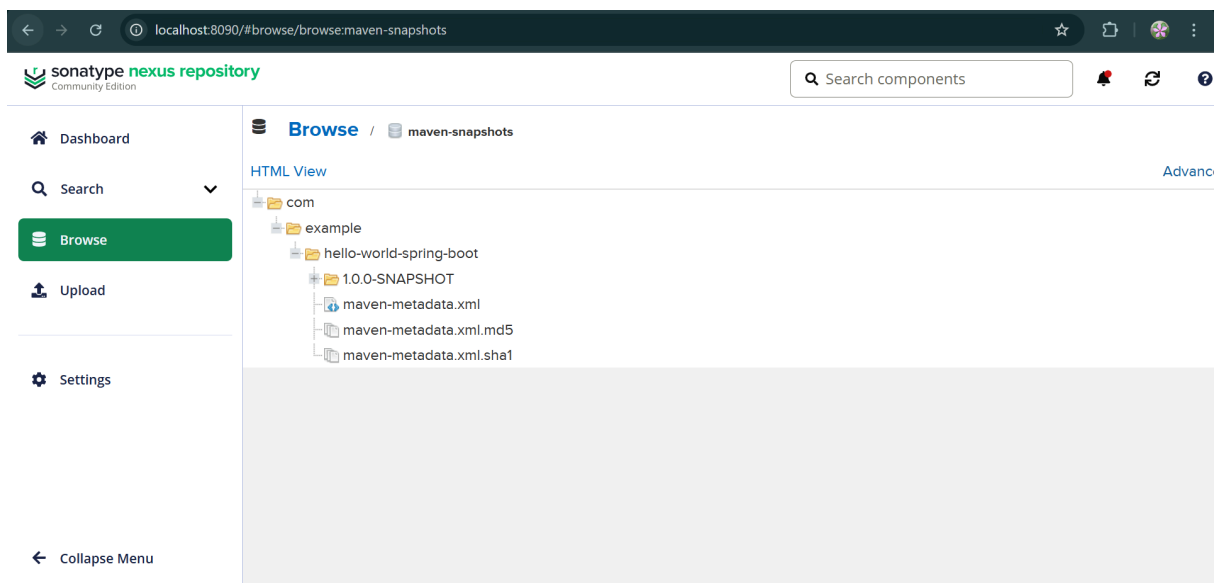 localhost:8090/#browse/browse:maven-snapshots
sonatype nexus repository
Community Edition
Search components
Dashboard
Search
Browse
Upload
Settings
Collapse Menu
Browse / maven-snapshots
HTML View
Advanc
com
example
hello-world-spring-boot
1.0.0-SNAPSHOT
maven-metadata.xml
maven-metadata.xml.md5
maven-metadata.xml.sha1